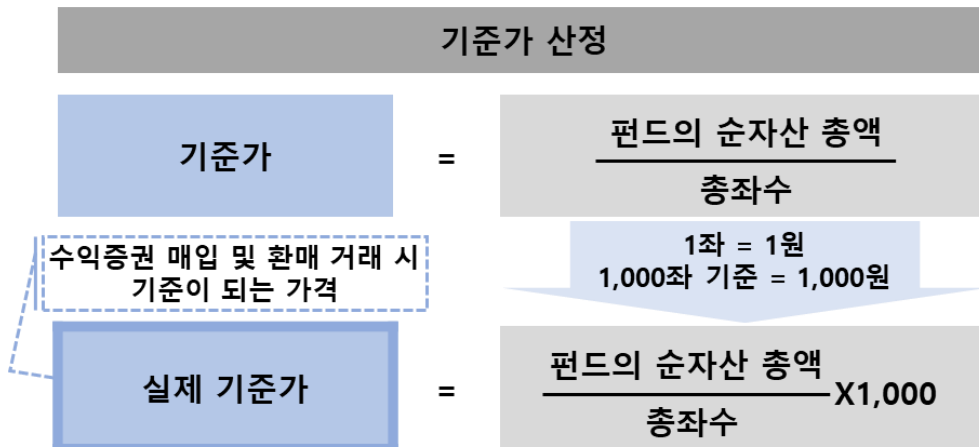 기준가 산정
기준가
=
펀드의 순자산 총액
총좌수
수익증권 매입 및 환매 거래 시
기준이 되는 가격
1좌 = 1원
1,000좌 기준 = 1,000원
실제 기준가
=
펀드의 순자산 총액
총좌수
X1,000